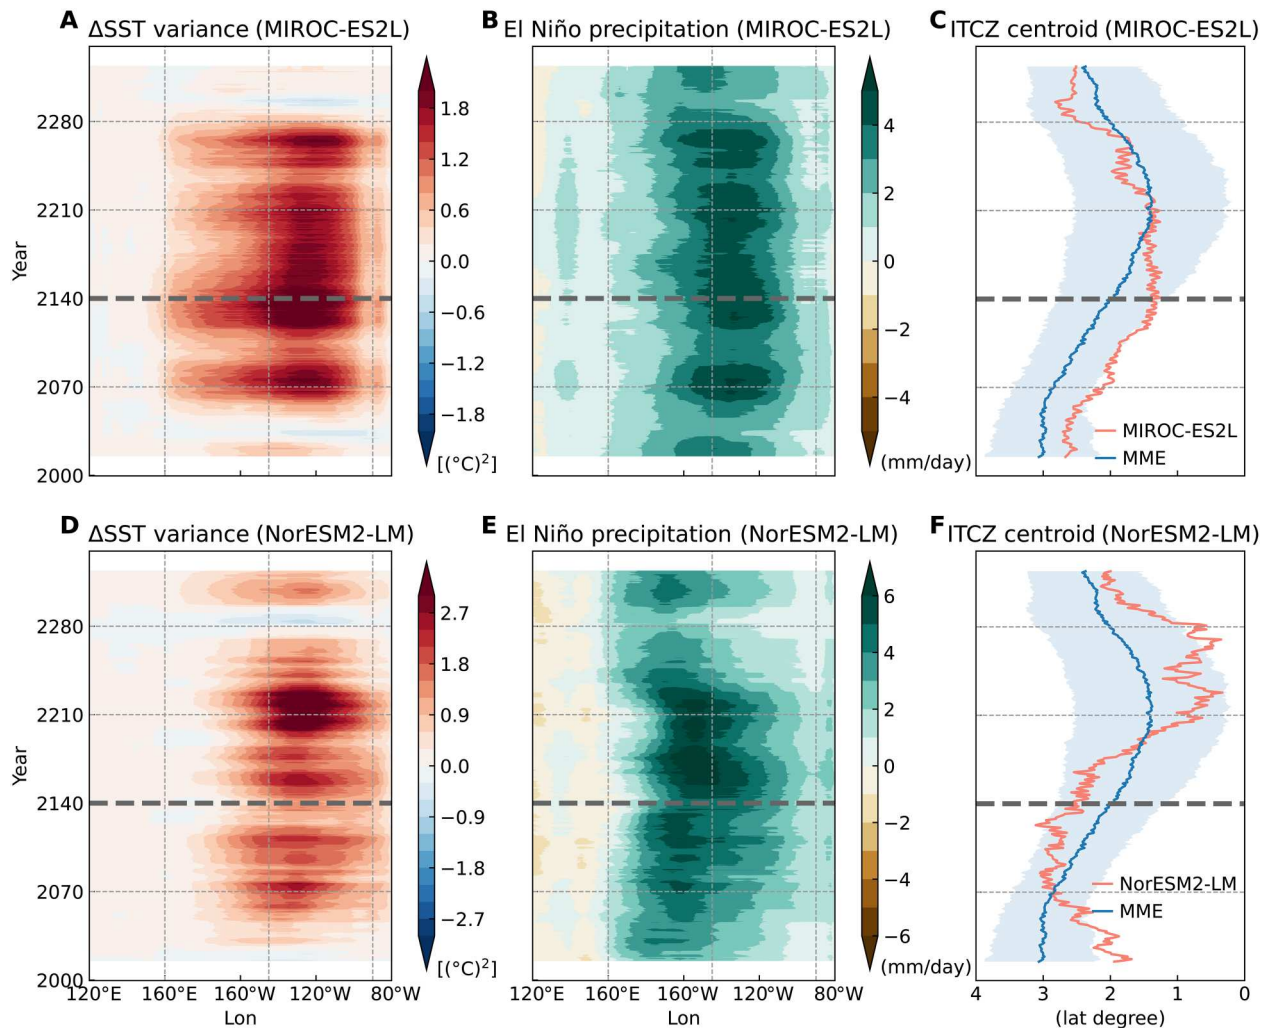 A ΔSST variance (MIROC-ES2L)
1.8
1.2
0.6
0.0
−0.6
−1.2
−1.8
[(°C)²]
2280
2210
2140
2070
2000
Year
B El Niño precipitation (MIROC-ES2L)
4
2
0
−2
−4
(mm/day)
C ITCZ centroid (MIROC-ES2L)
MIROC-ES2L
MME
D ΔSST variance (NorESM2-LM)
2.7
1.8
0.9
0.0
−0.9
−1.8
−2.7
[(°C)²]
2280
2210
2140
2070
2000
Year
120°E 160°E 160°W 120°W 80°W
Lon
E El Niño precipitation (NorESM2-LM)
6
4
2
0
−2
−4
−6
(mm/day)
120°E 160°E 160°W 120°W 80°W
Lon
F ITCZ centroid (NorESM2-LM)
NorESM2-LM
MME
4 3 2 1 0
(lat degree)